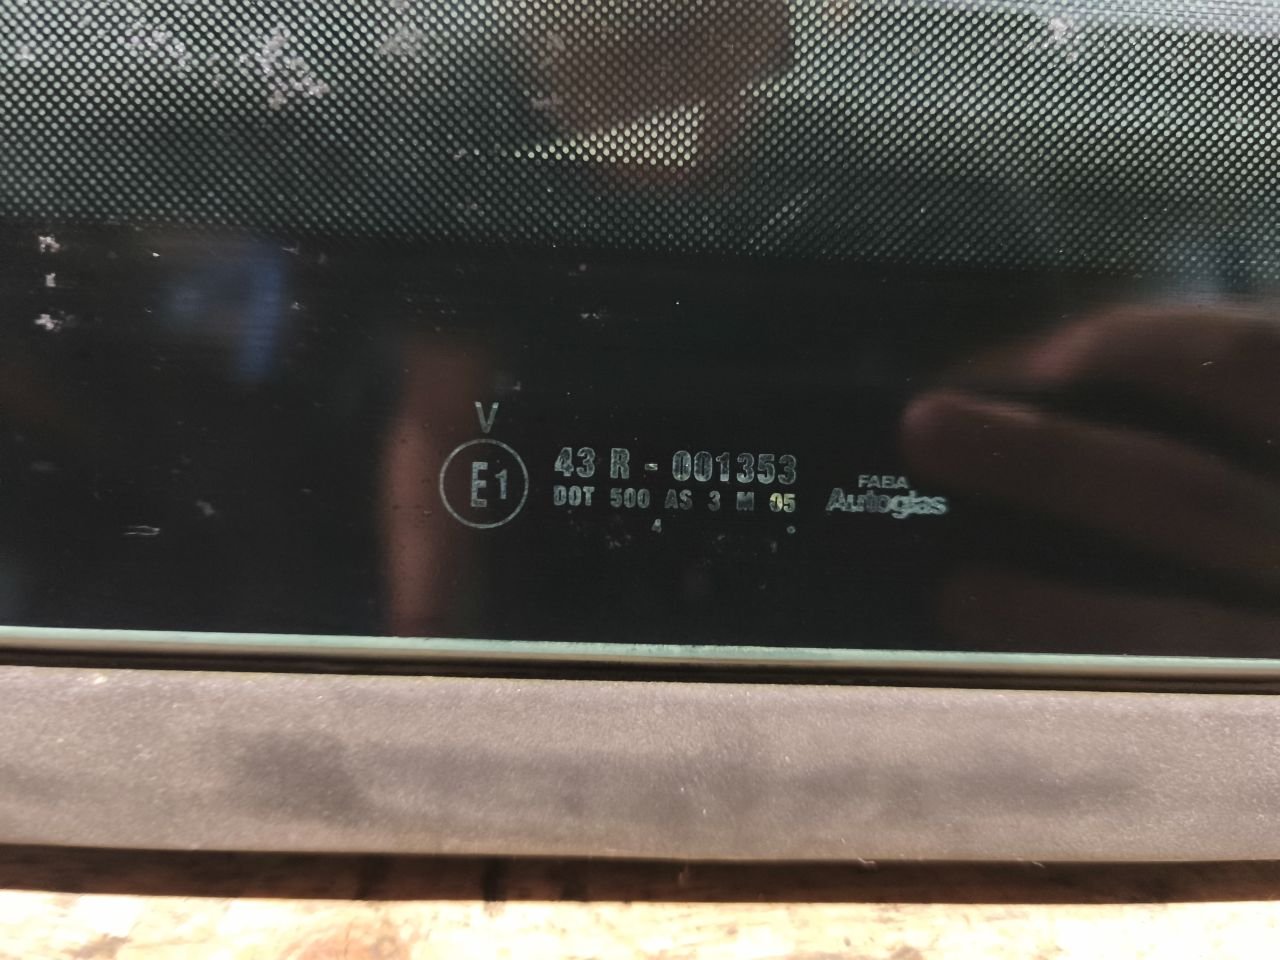 V
E1
43 R - 001353
DOT 500 AS 3 M 05
4
FABA
Autoglas